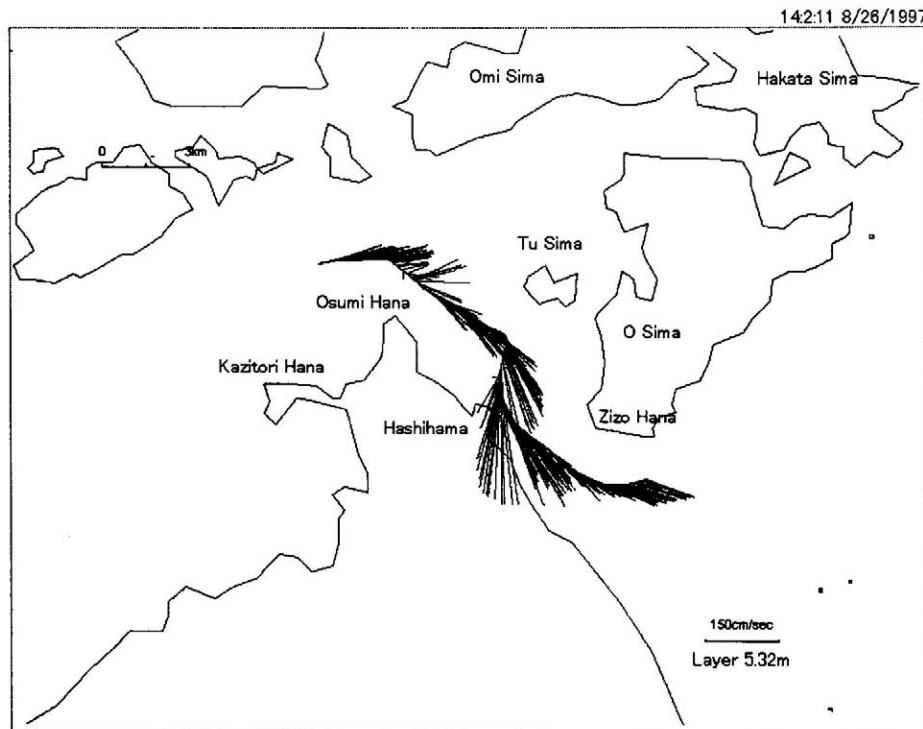 14:2:11 8/26/1997
Omi Sima
Hakata Sima
0 3km
Tu Sima
Osumi Hana
O Sima
Kazitori Hana
Zizo Hana
Hashihama
150cm/sec
Layer 5.32m